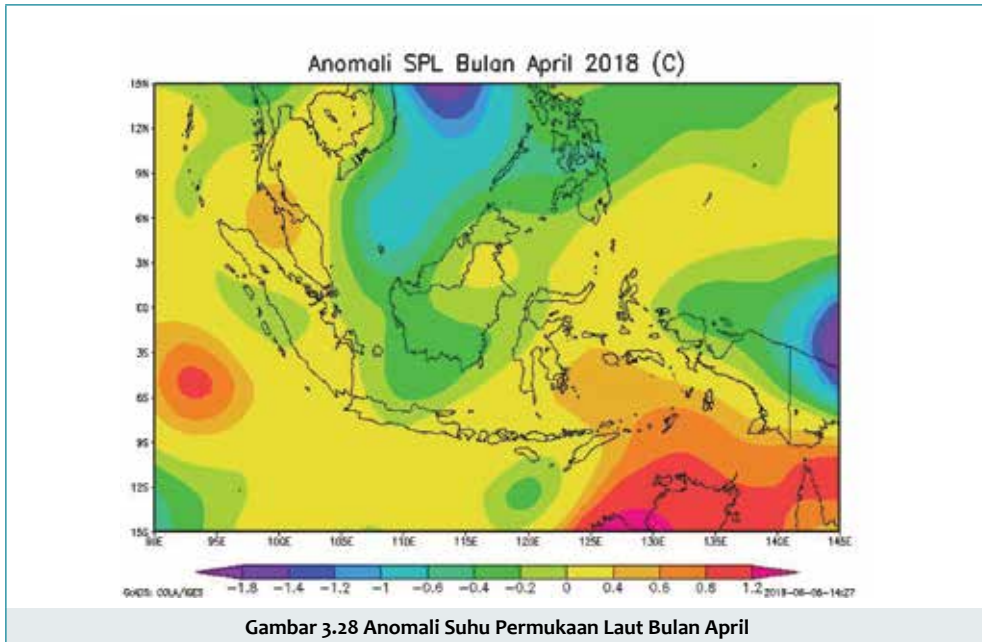 Anomali SPL Bulan April 2018 (C)
15N
12N
9N
6N
3N
EQ
3S
6S
9S
12S
15S
90E 95E 100E 105E 110E 115E 120E 125E 130E 135E 140E 145E
-1.8 -1.4 -1.2 -1 -0.6 -0.4 -0.1 -0.2 0 0.4 0.6 0.8 1.2
GrADS: COLA/IGES 2018-06-06-14:27
Gambar 3.28 Anomali Suhu Permukaan Laut Bulan April